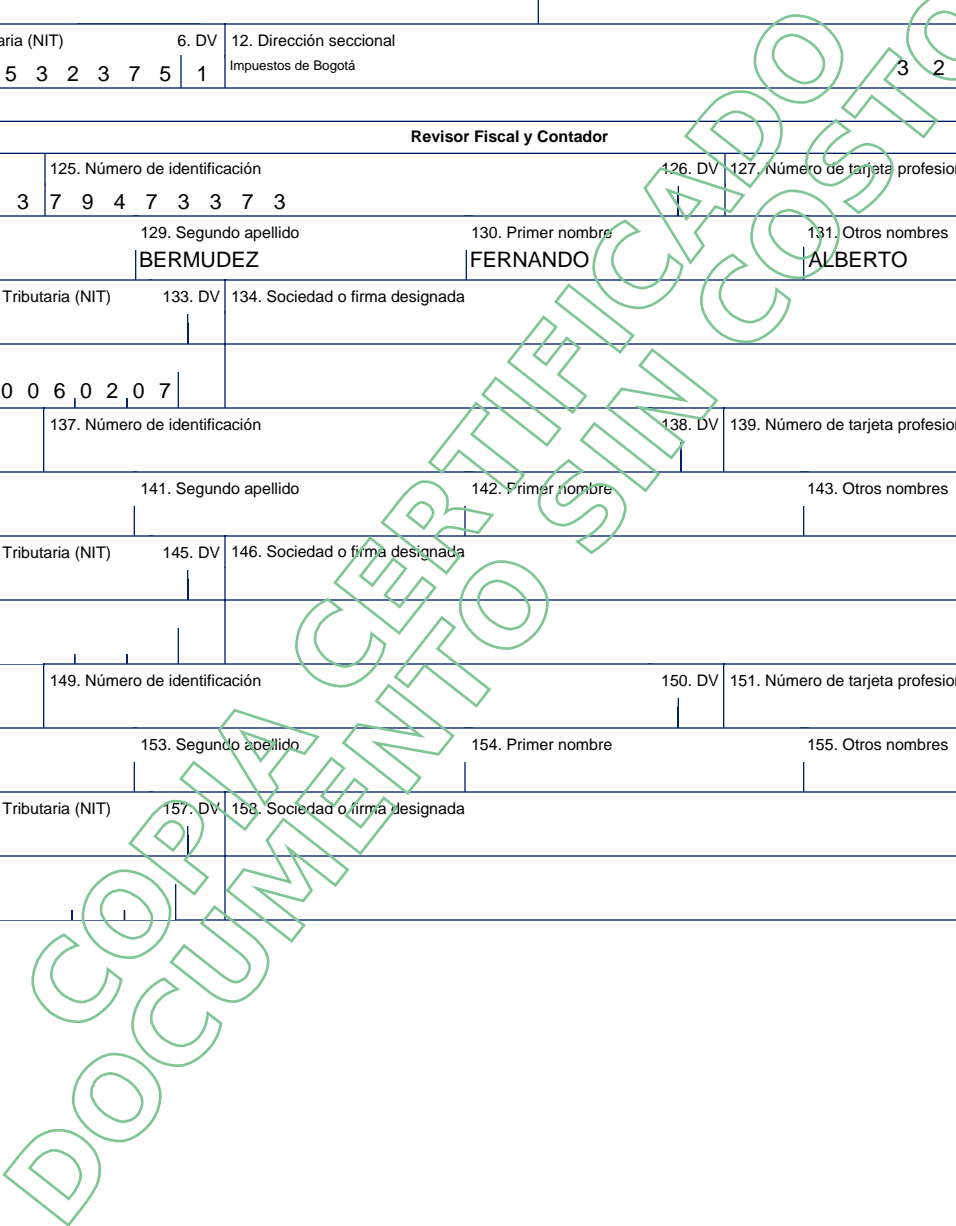 aria (NIT) 6. DV 12. Dirección seccional
5 3 2 3 7 5 1 Impuestos de Bogotá 3 2
Revisor Fiscal y Contador
125. Número de identificación 126. DV 127. Número de tarjeta profesion
3 7 9 4 7 3 3 7 3
129. Segundo apellido 130. Primer nombre 131. Otros nombres
BERMUDEZ FERNANDO ALBERTO
Tributaria (NIT) 133. DV 134. Sociedad o firma designada
0 0 6 0 2 0 7
137. Número de identificación 138. DV 139. Número de tarjeta profesion
141. Segundo apellido 142. Primer nombre 143. Otros nombres
Tributaria (NIT) 145. DV 146. Sociedad o firma designada
149. Número de identificación 150. DV 151. Número de tarjeta profesion
153. Segundo apellido 154. Primer nombre 155. Otros nombres
Tributaria (NIT) 157. DV 158. Sociedad o firma designada
COPIA CERTIFICADO
DOCUMENTO SIN COSTO